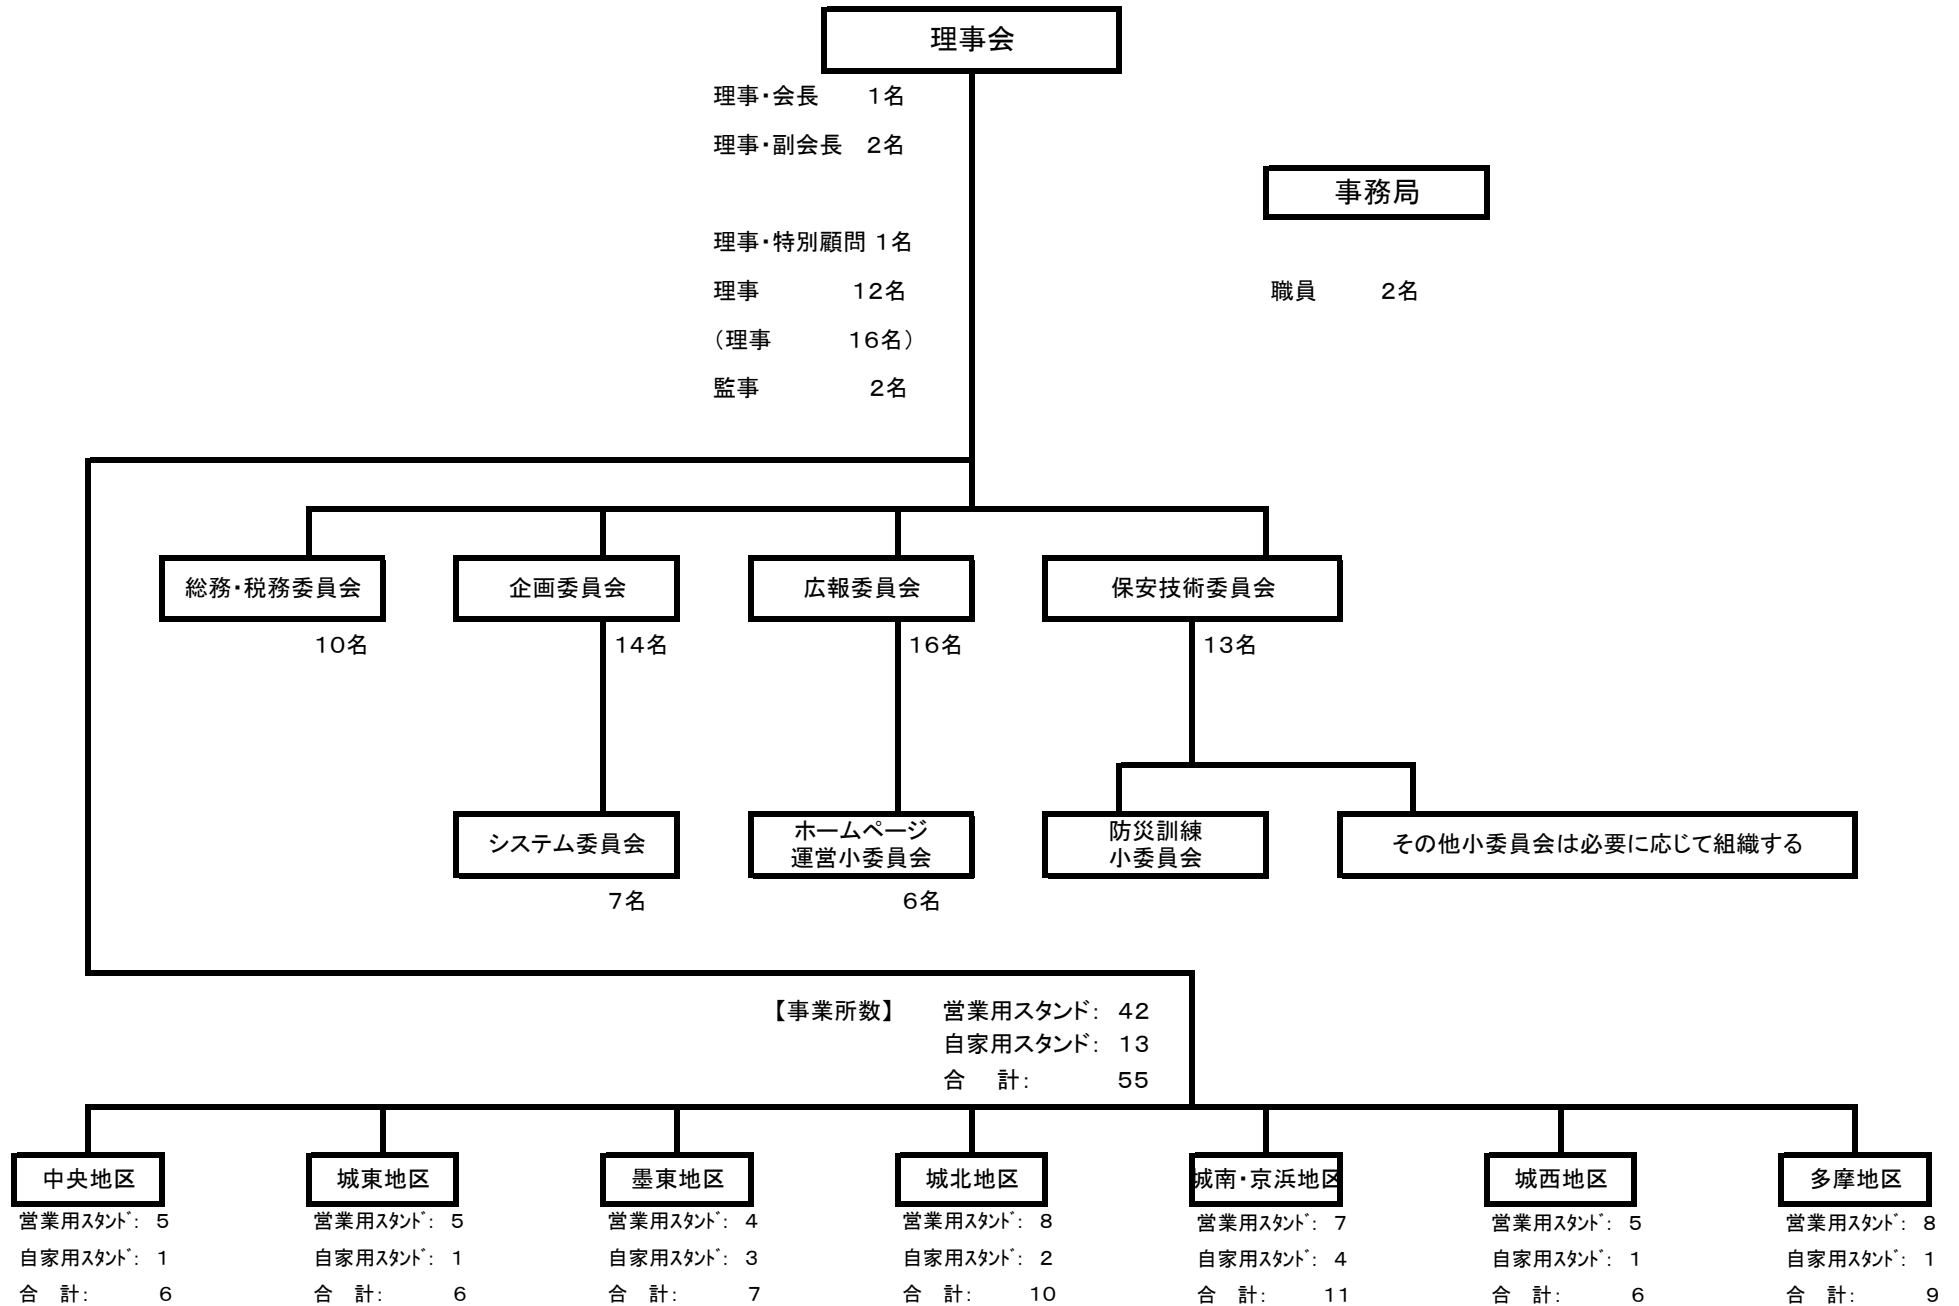 理事会
理事・会長　　1名
理事・副会長　2名
事務局
理事・特別顧問 1名
理事　　　　12名
職員　　　2名
（理事　　　16名）
監事　　　　　2名
総務・税務委員会
企画委員会
広報委員会
保安技術委員会
10名
14名
16名
13名
システム委員会
ホームページ
運営小委員会
防災訓練
小委員会
その他小委員会は必要に応じて組織する
7名
6名
【事業所数】　営業用スタンド：　42
自家用スタンド：　13
合　計：　　　55
中央地区
営業用ｽﾀﾝﾄﾞ：　5
自家用ｽﾀﾝﾄﾞ：　1
合　計：　　　6
城東地区
営業用ｽﾀﾝﾄﾞ：　5
自家用ｽﾀﾝﾄﾞ：　1
合　計：　　　6
墨東地区
営業用ｽﾀﾝﾄﾞ：　4
自家用ｽﾀﾝﾄﾞ：　3
合　計：　　　7
城北地区
営業用ｽﾀﾝﾄﾞ：　8
自家用ｽﾀﾝﾄﾞ：　2
合　計：　　　10
城南・京浜地区
営業用ｽﾀﾝﾄﾞ：　7
自家用ｽﾀﾝﾄﾞ：　4
合　計：　　　11
城西地区
営業用ｽﾀﾝﾄﾞ：　5
自家用ｽﾀﾝﾄﾞ：　1
合　計：　　　6
多摩地区
営業用ｽﾀﾝﾄﾞ：　8
自家用ｽﾀﾝﾄﾞ：　1
合　計：　　　9